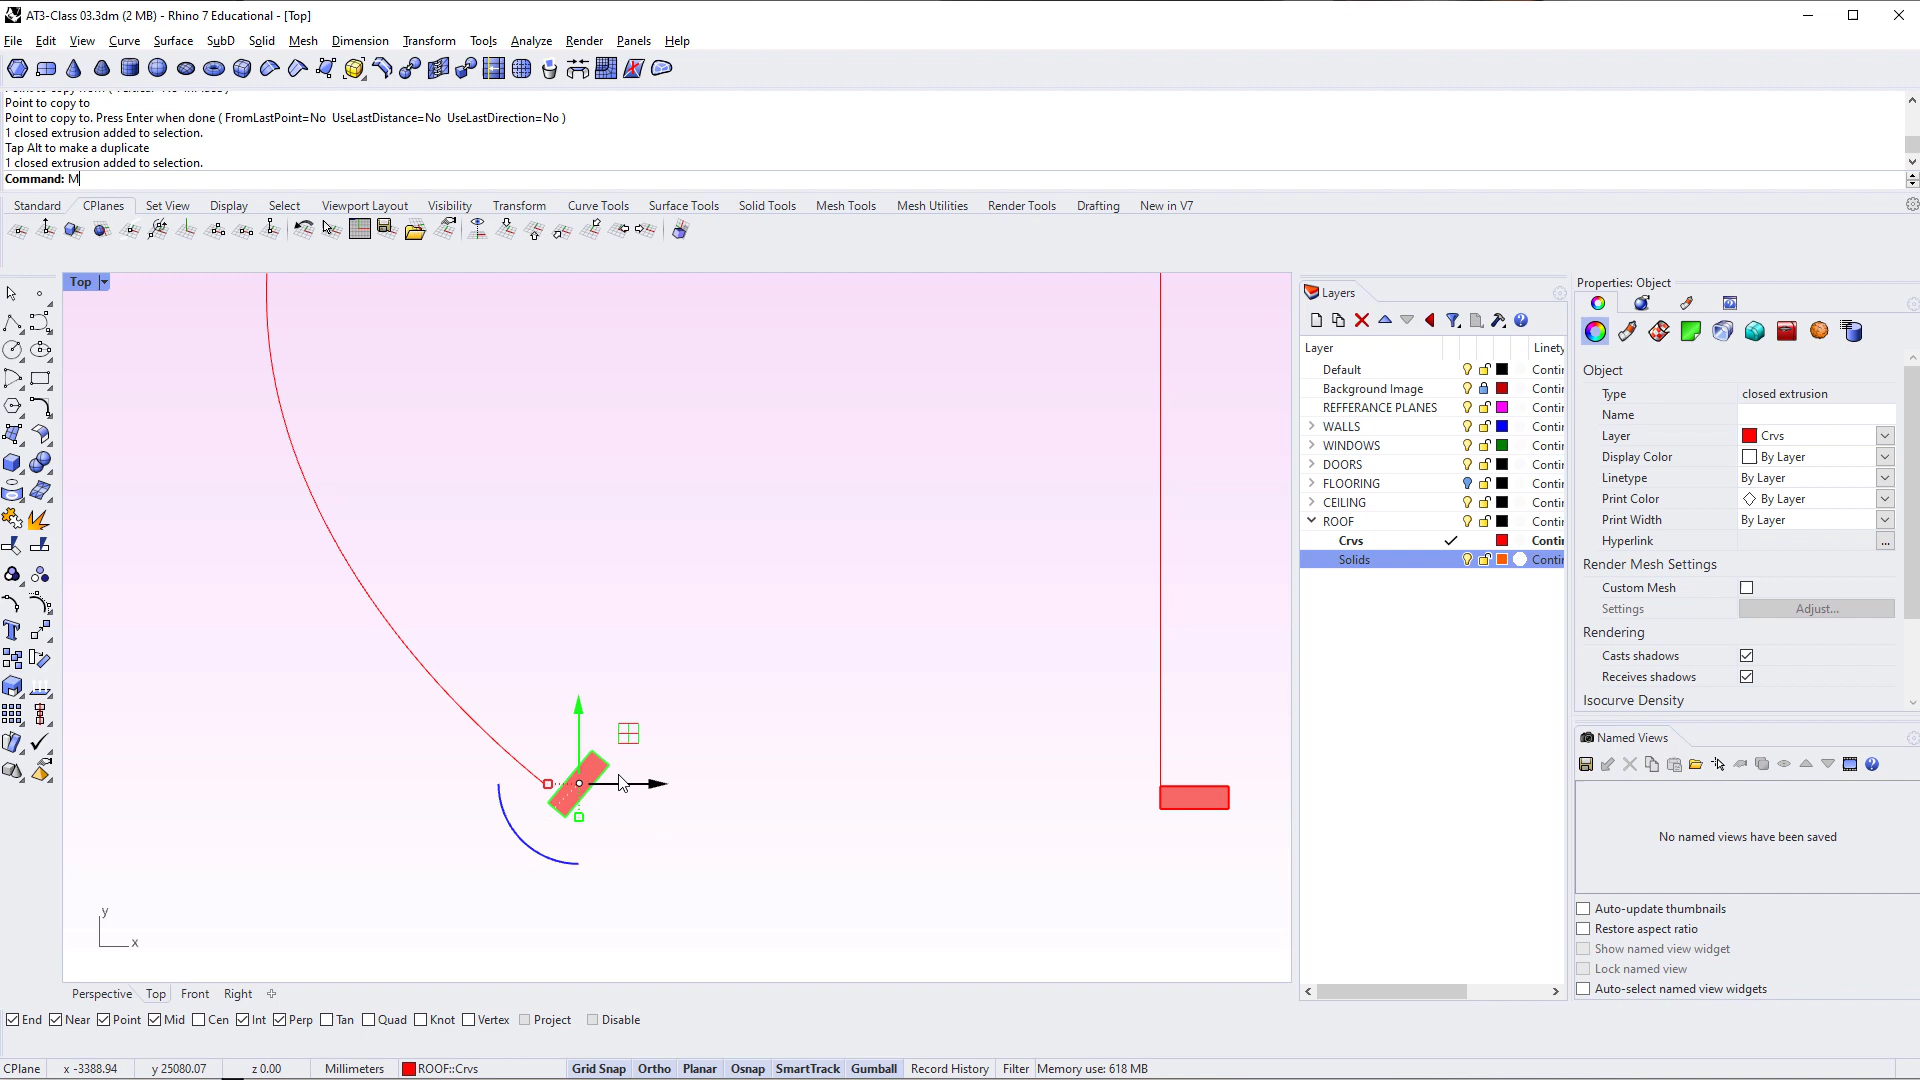 AT3-Class 03.3dm (2 MB) - Rhino 7 Educational - [Top]
File Edit View Curve Surface SubD Solid Mesh Dimension Transform Tools Analyze Render Panels Help
Point to copy to
Point to copy to. Press Enter when done ( FromLastPoint=No UseLastDistance=No UseLastDirection=No )
1 closed extrusion added to selection.
Tap Alt to make a duplicate
1 closed extrusion added to selection.
Command: M
Standard CPlanes Set View Display Select Viewport Layout Visibility Transform Curve Tools Surface Tools Solid Tools Mesh Tools Mesh Utilities Render Tools Drafting New in V7
Top
y
x
Perspective Top Front Right
Layers
Layer Linety
Default Contir
Background Image Contir
REFFERANCE PLANES Contir
WALLS Contir
WINDOWS Contir
DOORS Contir
FLOORING Contir
CEILING Contir
ROOF Contir
Crvs Contir
Solids Contir
Properties: Object
Object
Type closed extrusion
Name
Layer Crvs
Display Color By Layer
Linetype By Layer
Print Color By Layer
Print Width By Layer
Hyperlink ...
Render Mesh Settings
Custom Mesh
Settings Adjust...
Rendering
Casts shadows
Receives shadows
Isocurve Density
Named Views
No named views have been saved
Auto-update thumbnails
Restore aspect ratio
Show named view widget
Lock named view
Auto-select named view widgets
End Near Point Mid Cen Int Perp Tan Quad Knot Vertex Project Disable
CPlane x -3388.94 y 25080.07 z 0.00 Millimeters ROOF::Crvs Grid Snap Ortho Planar Osnap SmartTrack Gumball Record History Filter Memory use: 618 MB